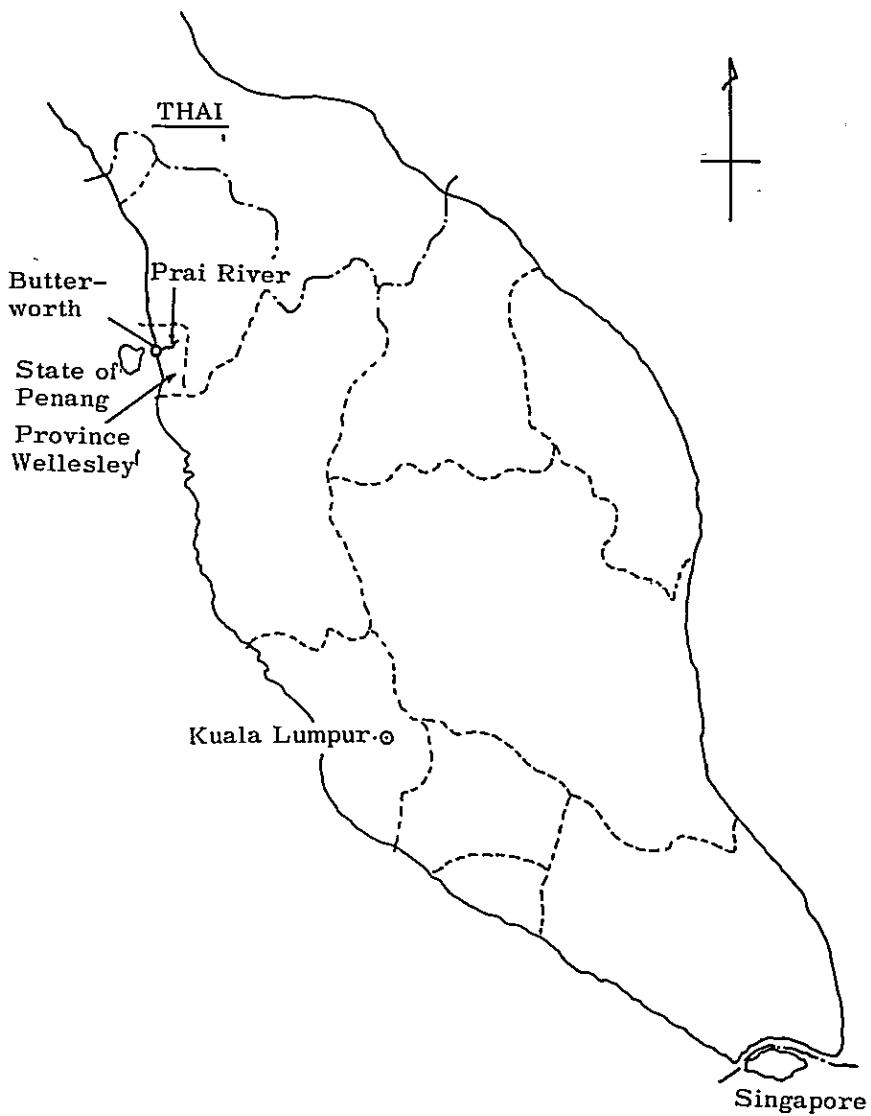 THAI
Prai River
Butter-
worth
State of
Penang
Province
Wellesley
Kuala Lumpur
Singapore